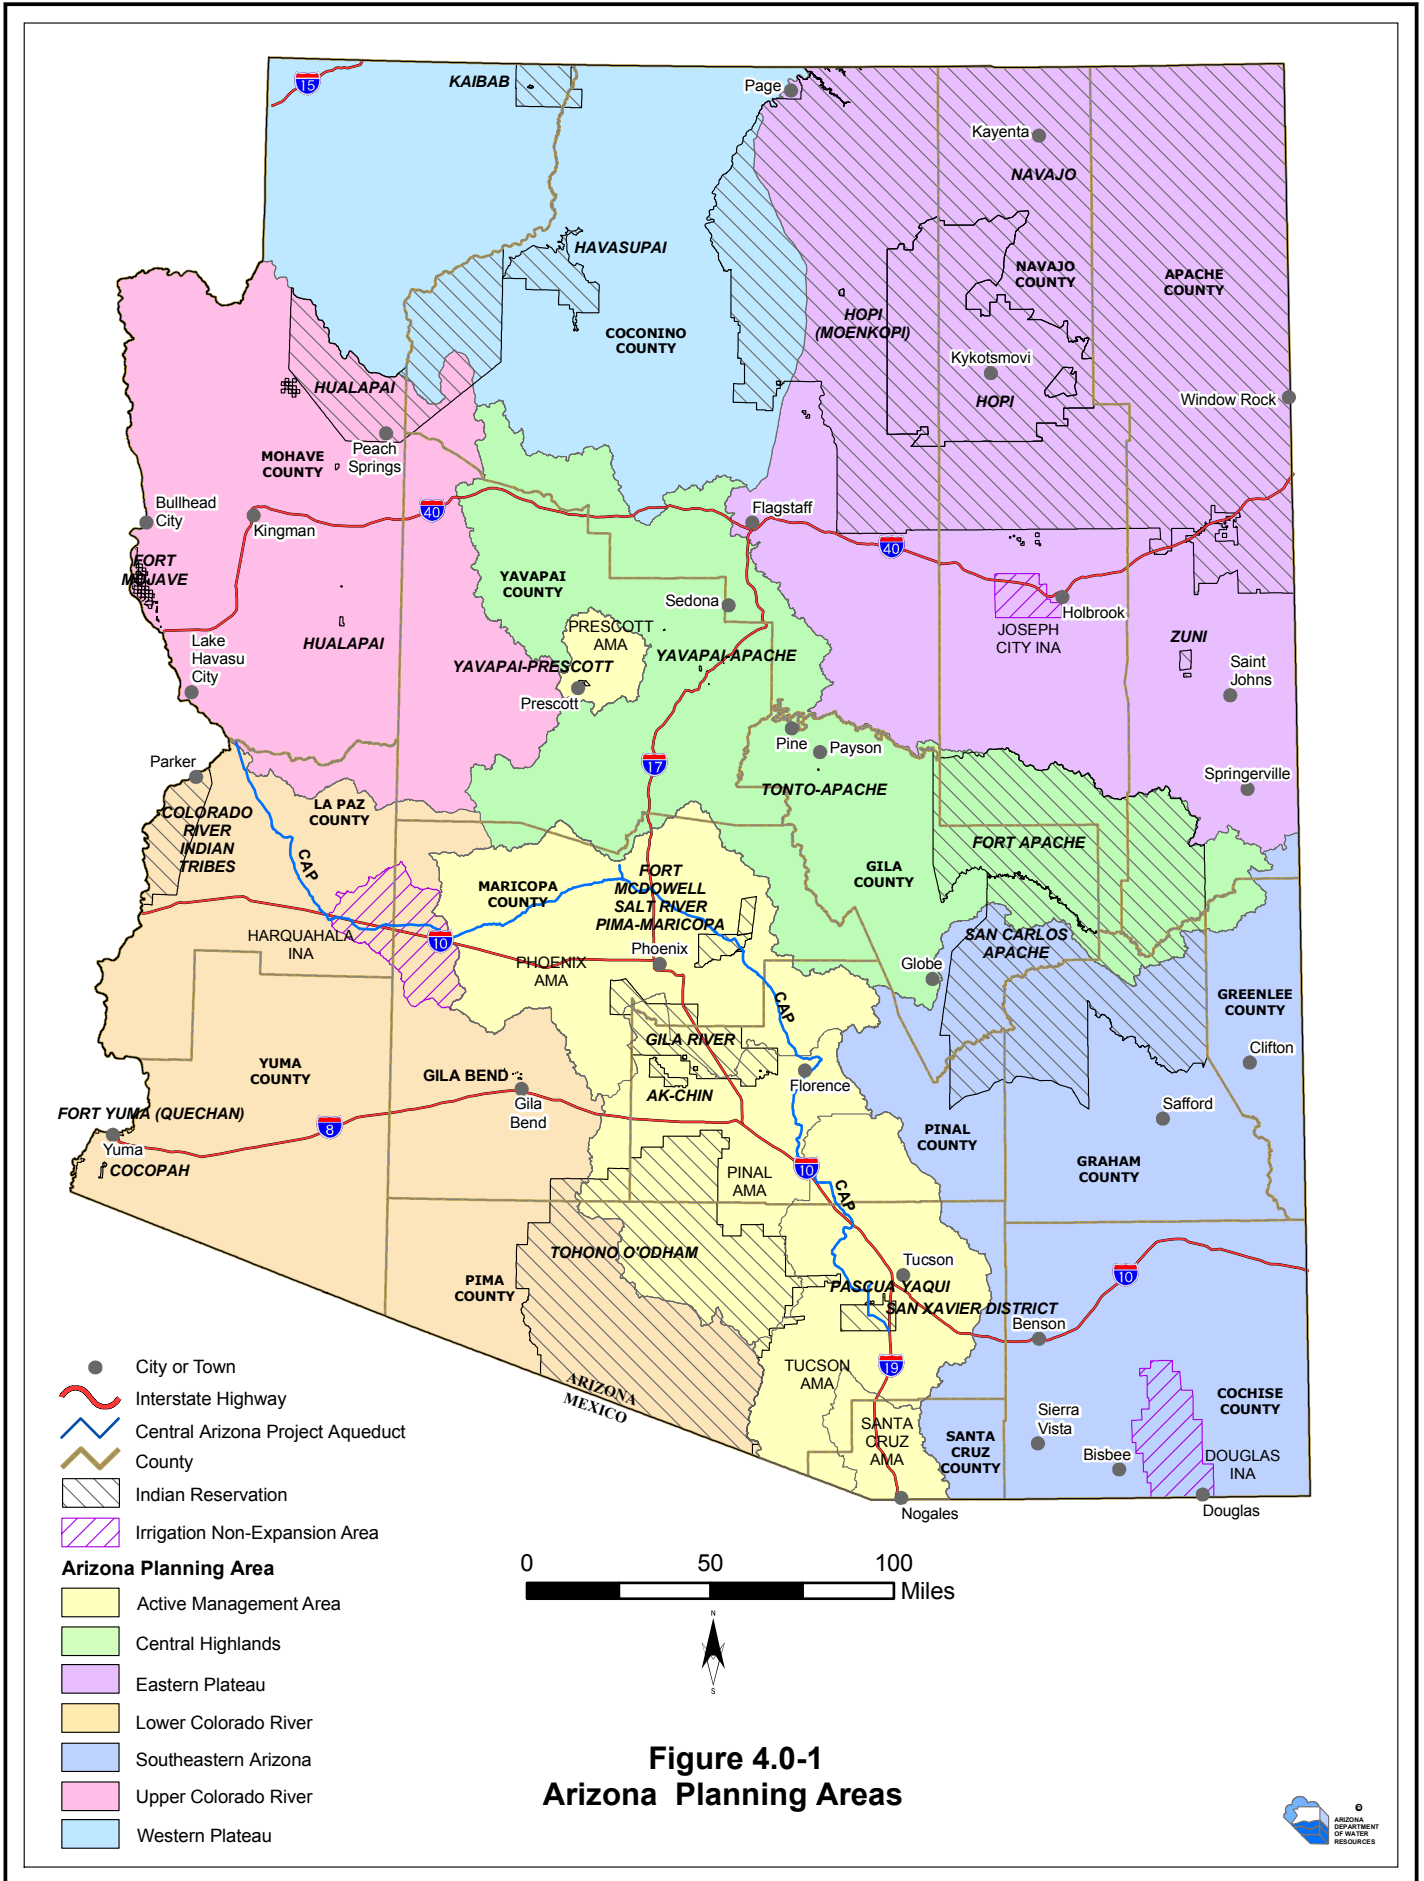 15
KAIBAB
Page
Kayenta
NAVAJO
HAVASUPAI
NAVAJO
COUNTY
APACHE
COUNTY
COCONINO
COUNTY
HOPI
(MOENKOPI)
Kykotsmovi
HOPI
Window Rock
HUALAPAI
Peach
Springs
MOHAVE
COUNTY
Bullhead
City
Kingman
40
Flagstaff
40
FORT
MOJAVE
YAVAPAI
COUNTY
Sedona
Holbrook
JOSEPH
CITY INA
ZUNI
Saint
Johns
HUALAPAI
Lake
Havasu
City
PRESCOTT
AMA
YAVAPAI-PRESCOTT
YAVAPAI-APACHE
Prescott
Pine
Payson
17
Parker
TONTO-APACHE
Springerville
COLORADO
RIVER
INDIAN
TRIBES
LA PAZ
COUNTY
CAP
FORT APACHE
GILA
COUNTY
MARICOPA
COUNTY
FORT
MCDOWELL
SALT RIVER
PIMA-MARICOPA
HARQUAHALA
INA
10
PHOENIX
AMA
Phoenix
SAN CARLOS
APACHE
Globe
GREENLEE
COUNTY
CAP
GILA RIVER
Clifton
YUMA
COUNTY
GILA BEND
Gila
Bend
AK-CHIN
Florence
Safford
FORT YUMA (QUECHAN)
Yuma
COCOPAH
8
PINAL
COUNTY
GRAHAM
COUNTY
PINAL
AMA
10
CAP
TOHONO O'ODHAM
PIMA
COUNTY
Tucson
PASCUA YAQUI
SAN XAVIER DISTRICT
10
Benson
TUCSON
AMA
19
ARIZONA
MEXICO
COCHISE
COUNTY
SANTA
CRUZ
AMA
SANTA
CRUZ
COUNTY
Sierra
Vista
Bisbee
DOUGLAS
INA
Nogales
Douglas
City or Town
Interstate Highway
Central Arizona Project Aqueduct
County
Indian Reservation
Irrigation Non-Expansion Area
Arizona Planning Area
Active Management Area
Central Highlands
Eastern Plateau
Lower Colorado River
Southeastern Arizona
Upper Colorado River
Western Plateau
0 50 100
Miles
N
S
Figure 4.0-1
Arizona Planning Areas
©
ARIZONA
DEPARTMENT
OF WATER
RESOURCES